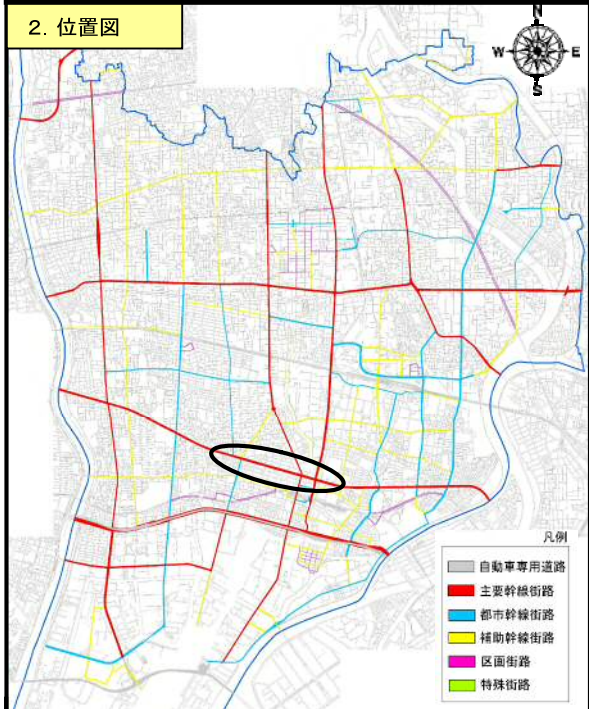 2．位置図
N
W E
S
凡例
自動車専用道路
主要幹線街路
都市幹線街路
補助幹線街路
区画街路
特殊街路